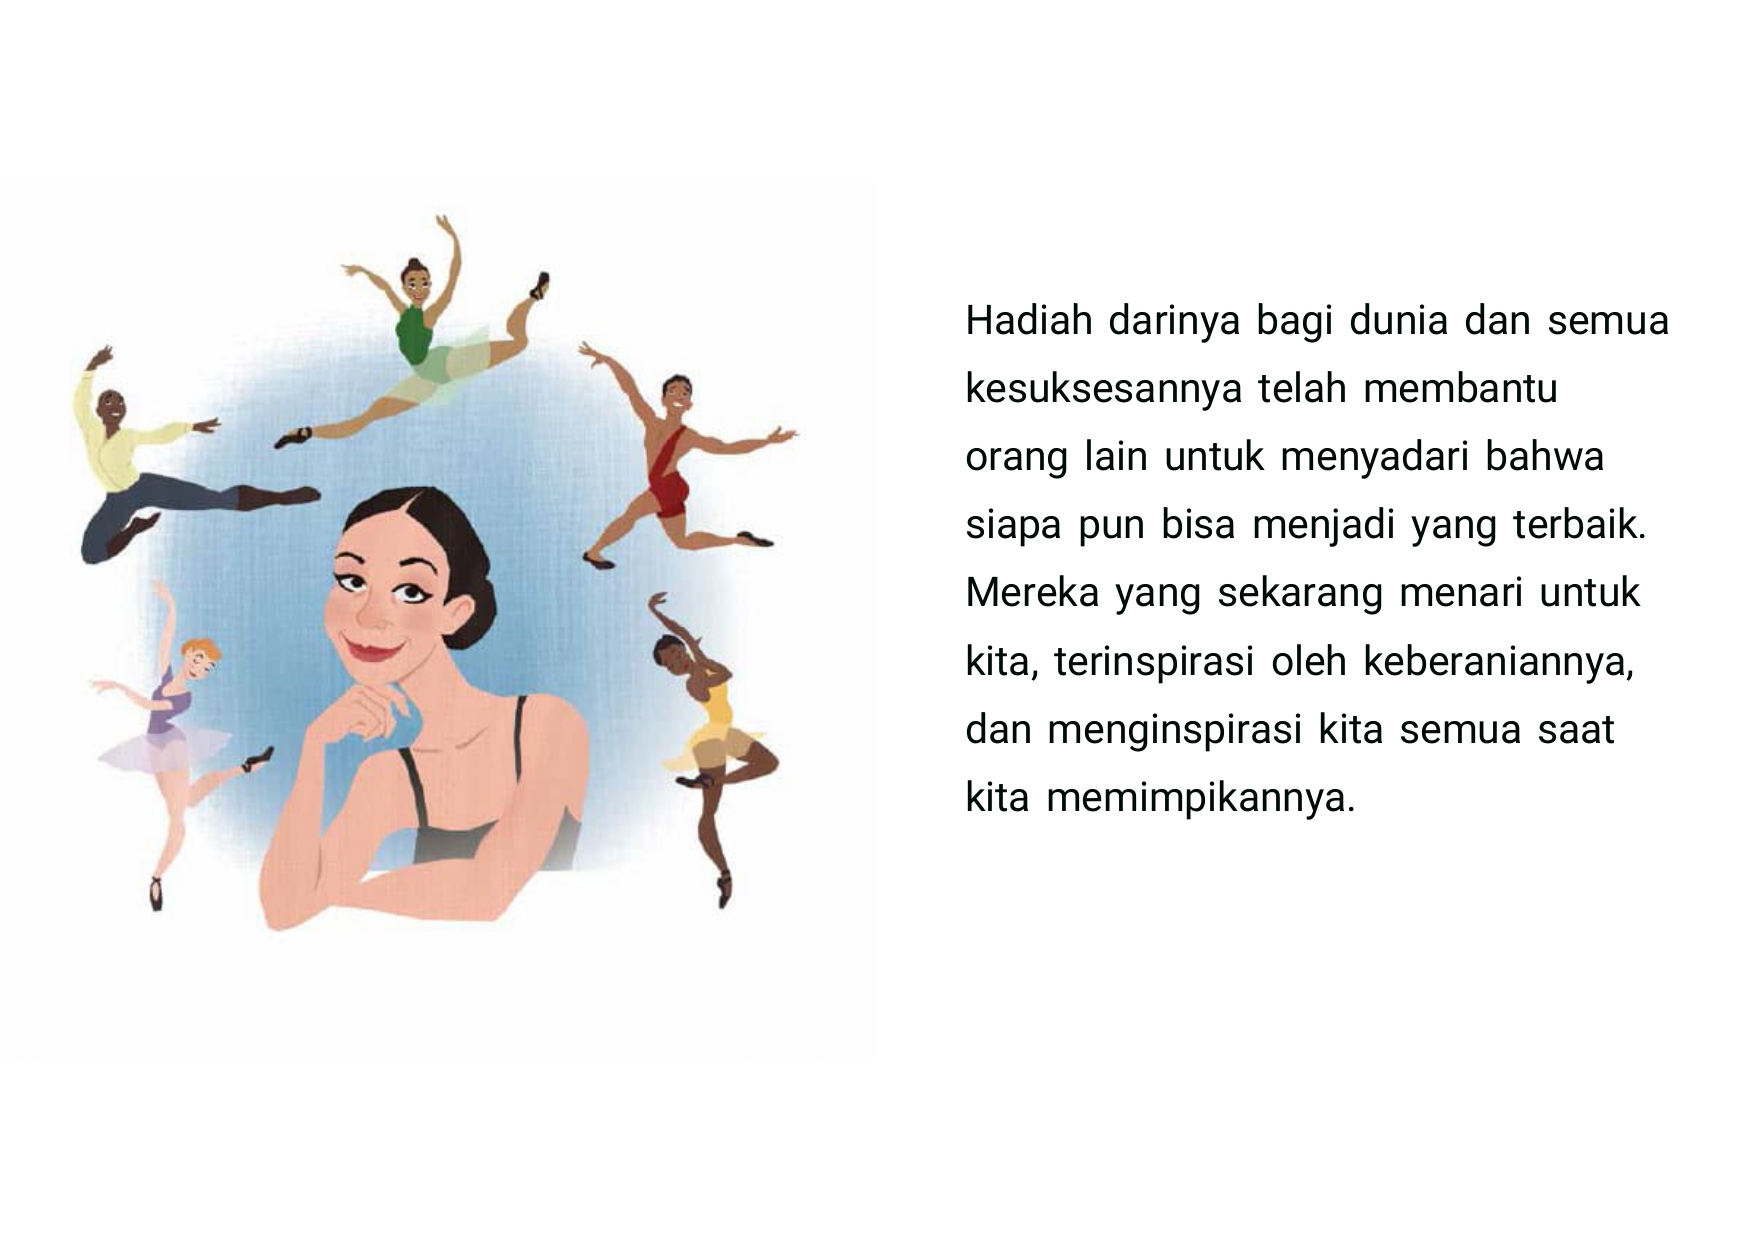 Hadiah darinya bagi dunia dan semua
kesuksesannya telah membantu
orang lain untuk menyadari bahwa
siapa pun bisa menjadi yang terbaik.
Mereka yang sekarang menari untuk
kita, terinspirasi oleh keberaniannya,
dan menginspirasi kita semua saat
kita memimpikannya.